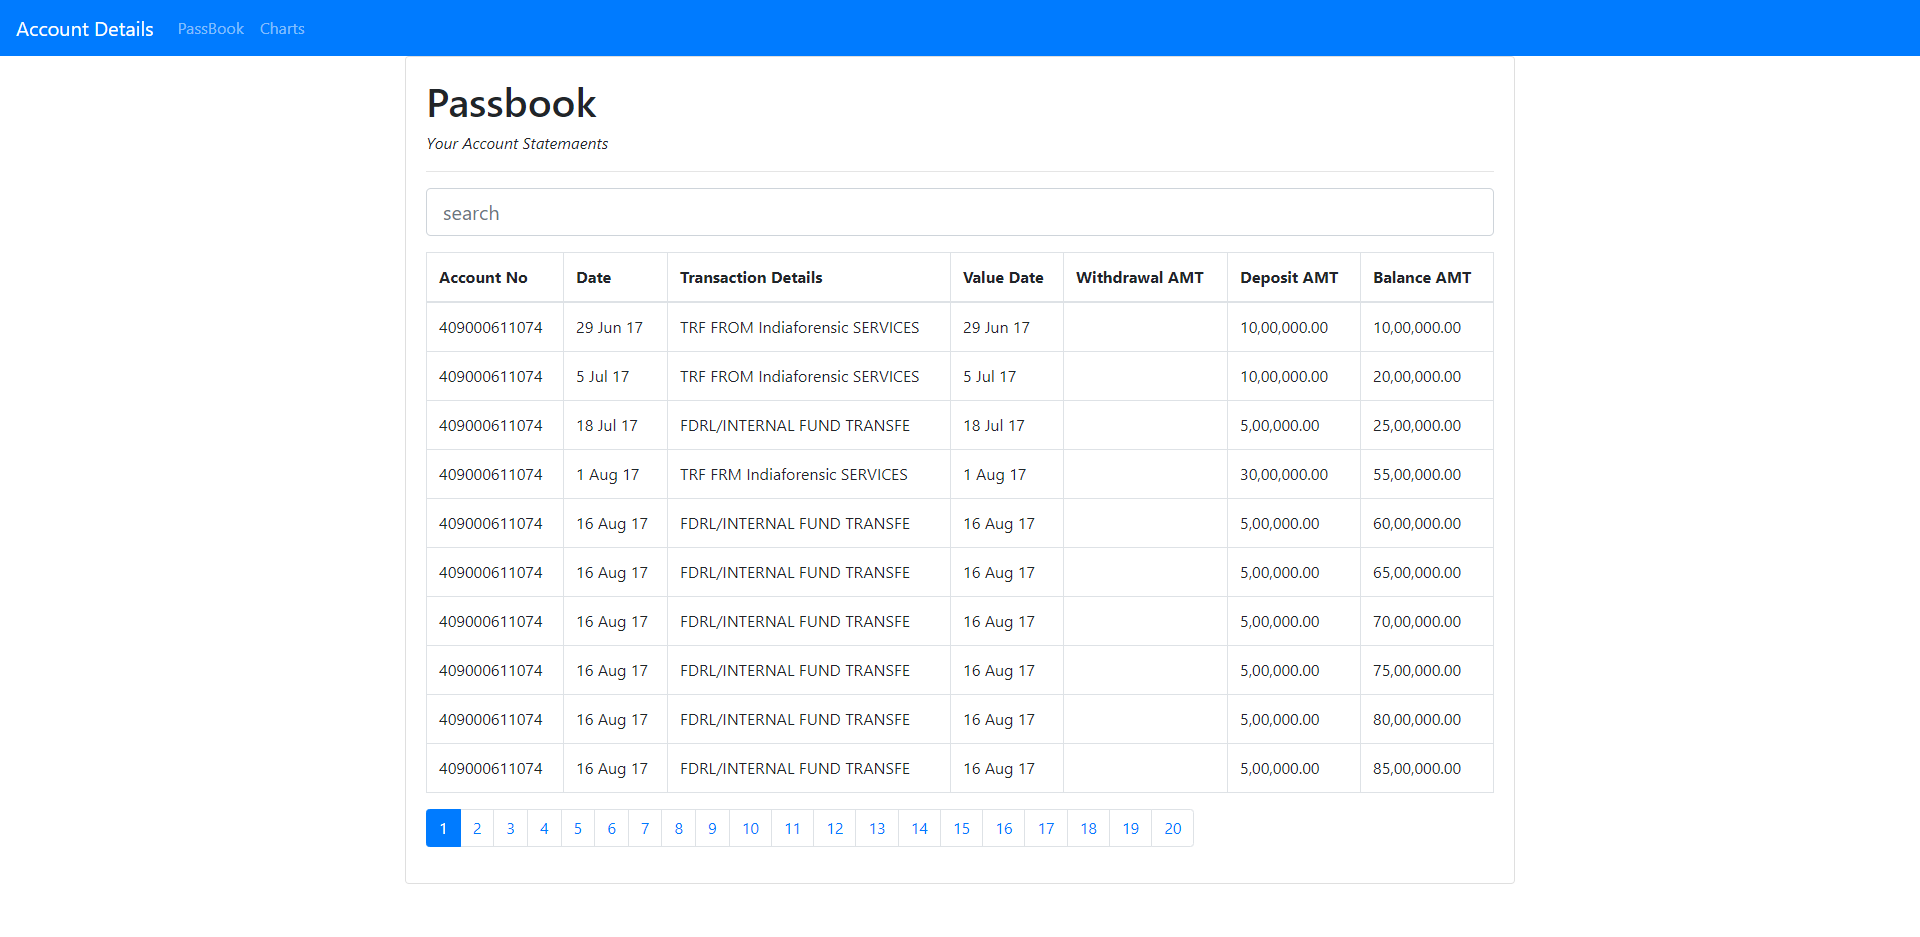 Account Details PassBook Charts
Passbook
Your Account Statemaents
search
Account No Date Transaction Details Value Date Withdrawal AMT Deposit AMT Balance AMT
409000611074 29 Jun 17 TRF FROM Indiaforensic SERVICES 29 Jun 17 10,00,000.00 10,00,000.00
409000611074 5 Jul 17 TRF FROM Indiaforensic SERVICES 5 Jul 17 10,00,000.00 20,00,000.00
409000611074 18 Jul 17 FDRL/INTERNAL FUND TRANSFE 18 Jul 17 5,00,000.00 25,00,000.00
409000611074 1 Aug 17 TRF FRM Indiaforensic SERVICES 1 Aug 17 30,00,000.00 55,00,000.00
409000611074 16 Aug 17 FDRL/INTERNAL FUND TRANSFE 16 Aug 17 5,00,000.00 60,00,000.00
409000611074 16 Aug 17 FDRL/INTERNAL FUND TRANSFE 16 Aug 17 5,00,000.00 65,00,000.00
409000611074 16 Aug 17 FDRL/INTERNAL FUND TRANSFE 16 Aug 17 5,00,000.00 70,00,000.00
409000611074 16 Aug 17 FDRL/INTERNAL FUND TRANSFE 16 Aug 17 5,00,000.00 75,00,000.00
409000611074 16 Aug 17 FDRL/INTERNAL FUND TRANSFE 16 Aug 17 5,00,000.00 80,00,000.00
409000611074 16 Aug 17 FDRL/INTERNAL FUND TRANSFE 16 Aug 17 5,00,000.00 85,00,000.00
1 2 3 4 5 6 7 8 9 10 11 12 13 14 15 16 17 18 19 20